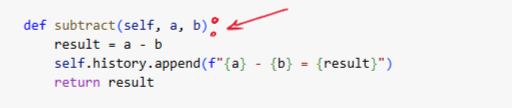 def subtract(self, a, b):
    result = a - b
    self.history.append(f"{a} - {b} = {result}")
    return result